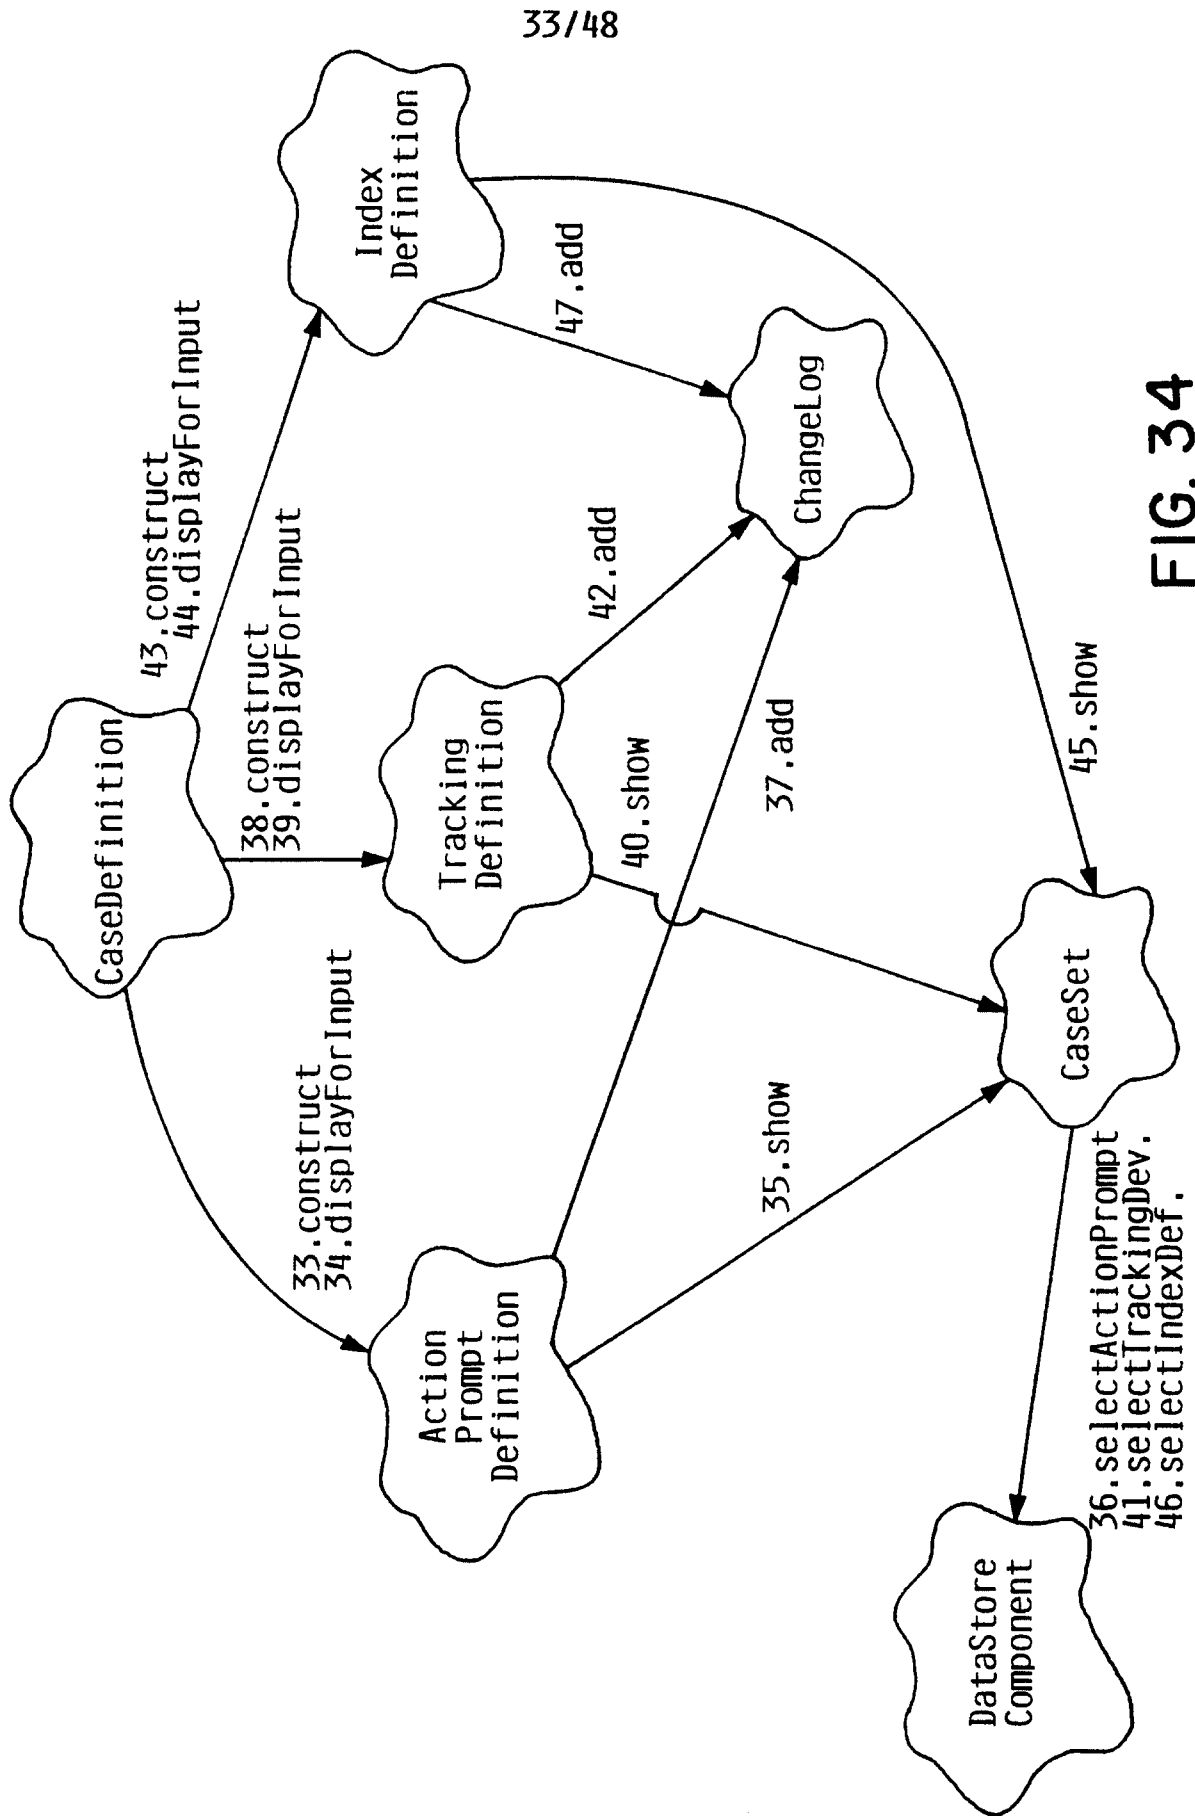 33/48
CaseDefinition
33.construct
34.displayForInput
38.construct
39.displayForInput
43.construct
44.displayForInput
Action
Prompt
Definition
Tracking
Definition
Index
Definition
35.show
37.add
40.show
42.add
47.add
45.show
ChangeLog
CaseSet
DataStore
Component
36.selectActionPrompt
41.selectTrackingDev.
46.selectIndexDef.
FIG. 34